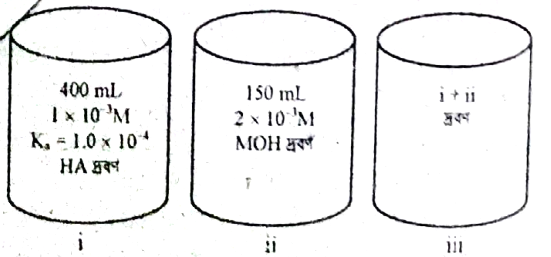 400 mL
1 × 10⁻³M
Kₐ = 1.0 × 10⁻⁴
HA দ্রবণ
150 mL
2 × 10⁻³M
MOH দ্রবণ
i + ii
দ্রবণ
i
ii
iii